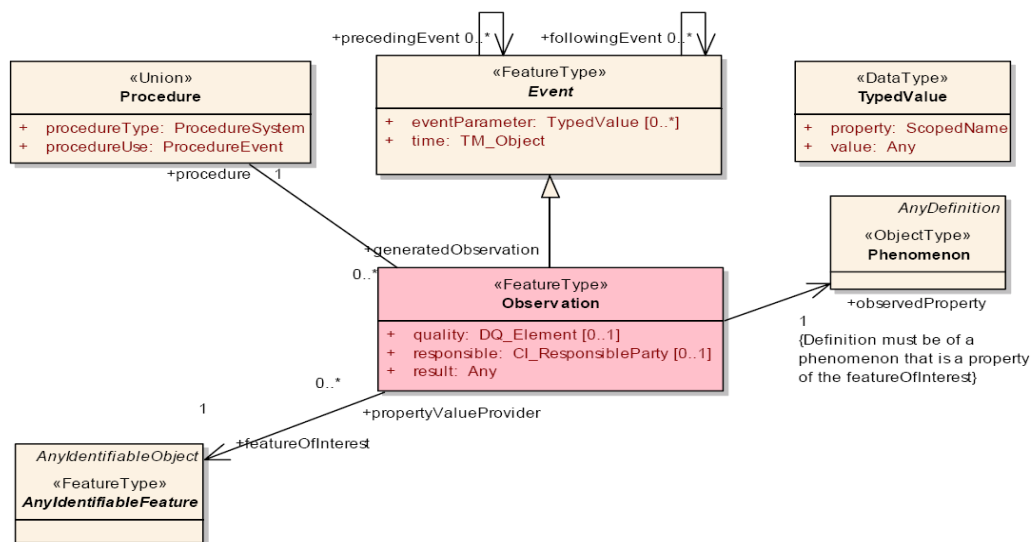 +precedingEvent 0..*
+followingEvent 0..*
«Union»
Procedure
+ procedureType: ProcedureSystem
+ procedureUse: ProcedureEvent
«FeatureType»
Event
+ eventParameter: TypedValue [0..*]
+ time: TM_Object
«DataType»
TypedValue
+ property: ScopedName
+ value: Any
+procedure 1
AnyDefinition
«ObjectType»
Phenomenon
+generatedObservation
0..*
«FeatureType»
Observation
+ quality: DQ_Element [0..1]
+ responsible: CI_ResponsibleParty [0..1]
+ result: Any
+observedProperty
1
{Definition must be of a
phenomenon that is a property
of the featureOfInterest}
0..*
+propertyValueProvider
1
+featureOfInterest
AnyIdentifiableObject
«FeatureType»
AnyIdentifiableFeature